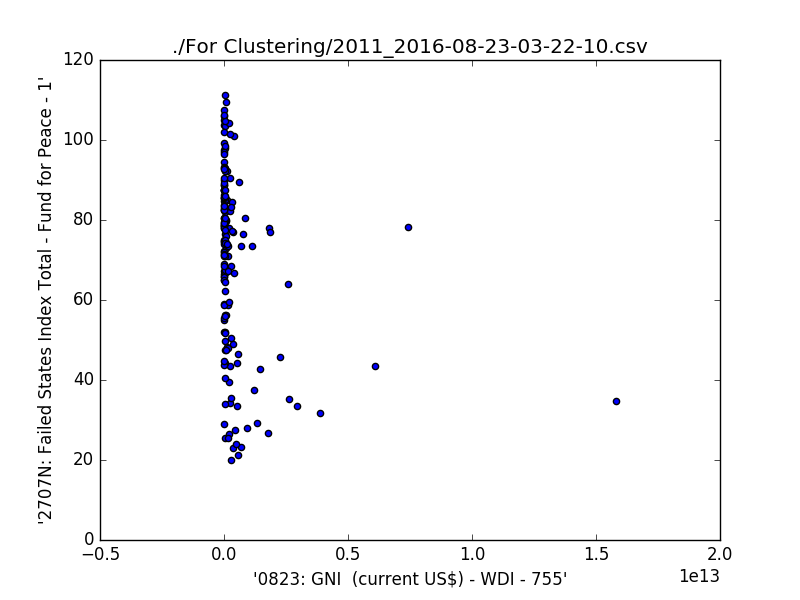 ./For Clustering/2011_2016-08-23-03-22-10.csv
120
100
80
60
40
20
0
'2707N: Failed States Index Total - Fund for Peace - 1'
−0.5 0.0 0.5 1.0 1.5 2.0
1e13
'0823: GNI  (current US$) - WDI - 755'